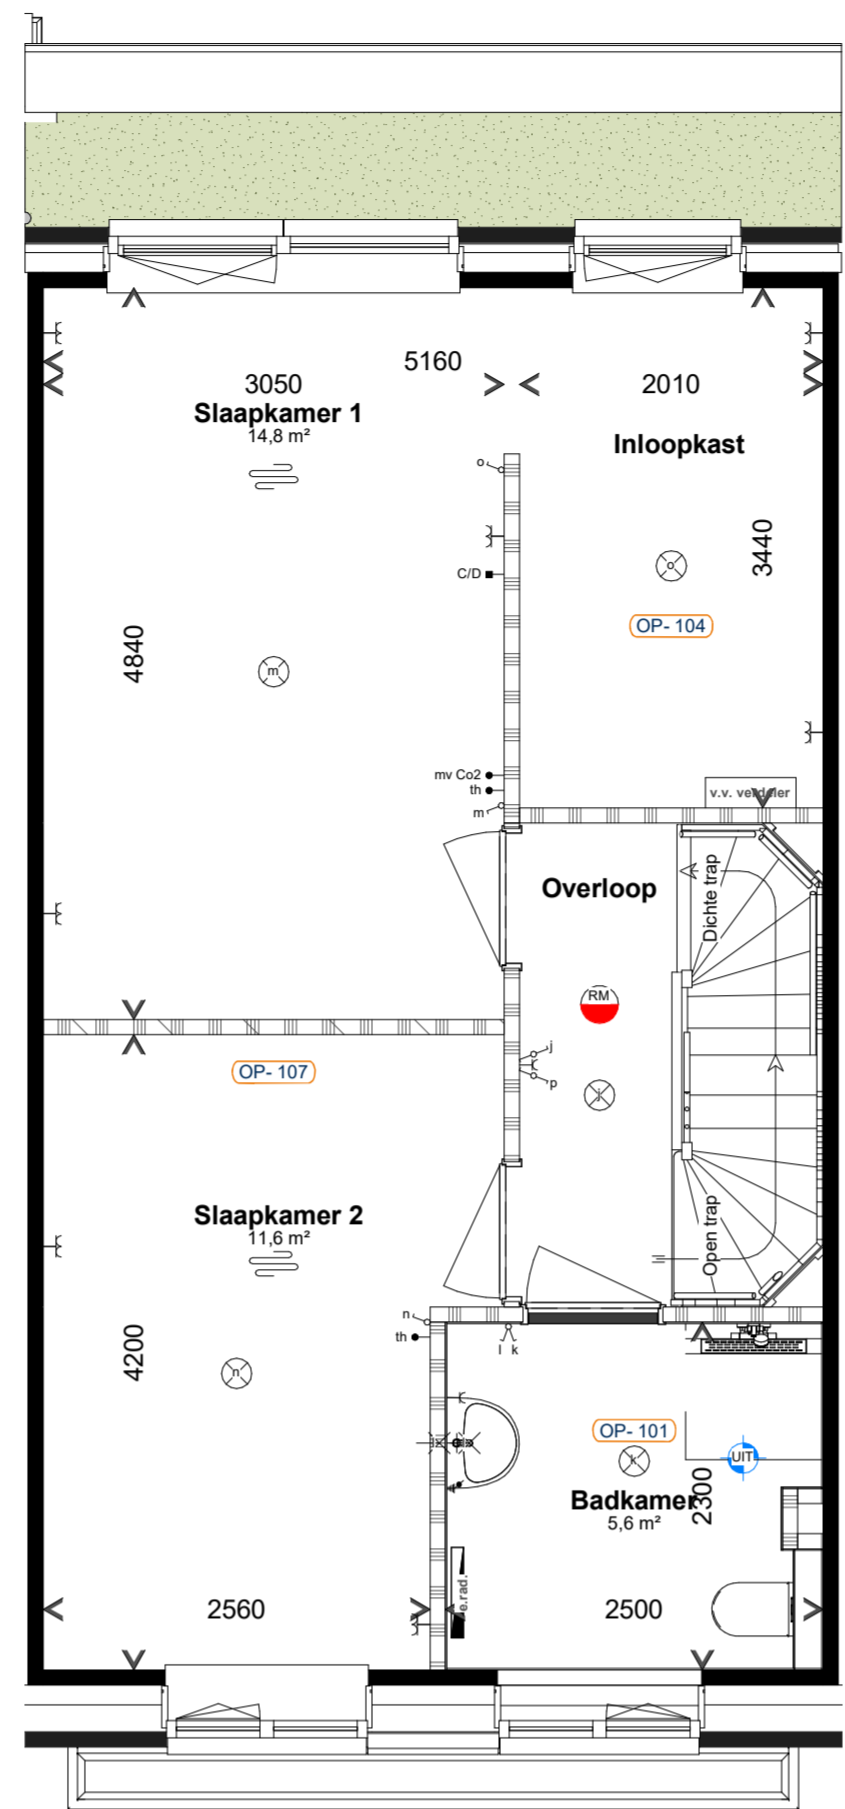 5160
3050
2010
Slaapkamer 1
14,8 m²
Inloopkast
o
3440
C/D
o
OP- 104
4840
m
mv Co2
th
m
v.v. verdeler
Overloop
Dichte trap
RM
j
p
j
OP- 107
Slaapkamer 2
11,6 m²
Open trap
n
th
l k
4200
n
OP- 101
k
UIT
2300
Badkamer
5,6 m²
e.rad.
2560
2500